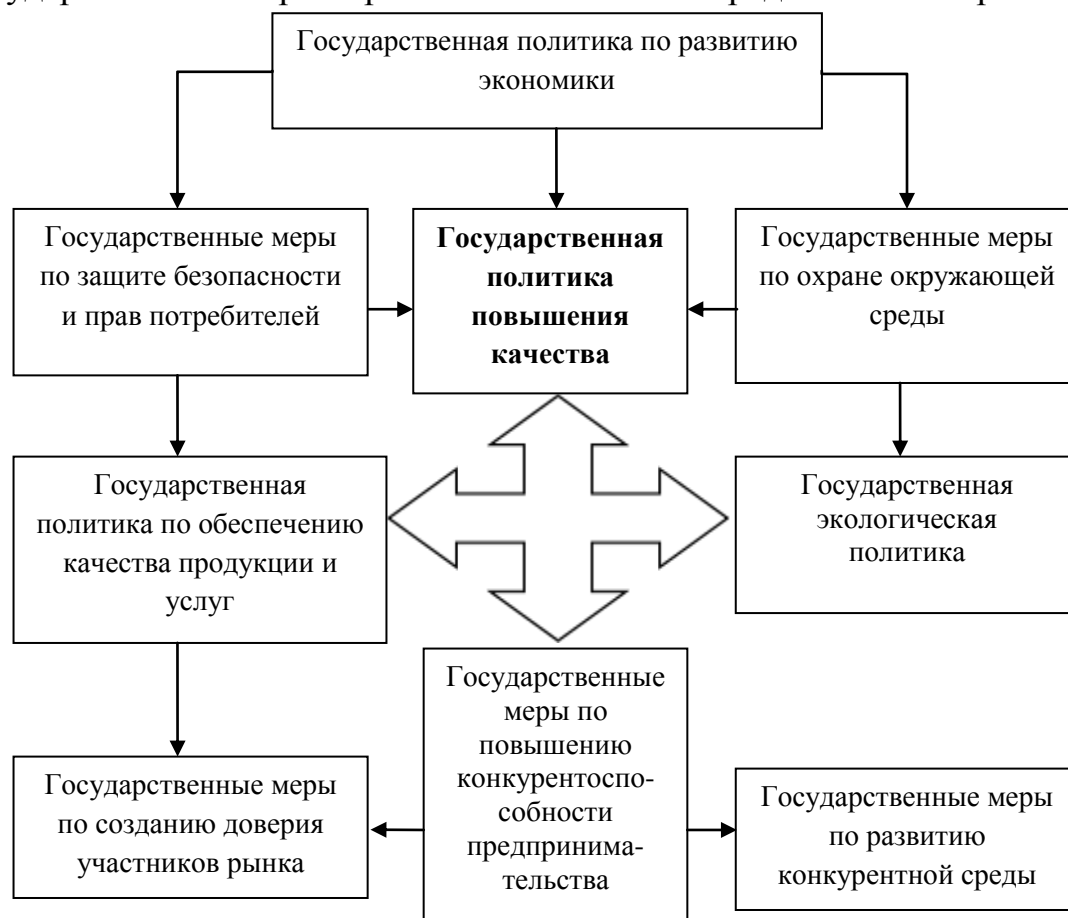 Государственная политика по развитию
экономики
Государственные меры
по защите безопасности
и прав потребителей
Государственная
политика
повышения
качества
Государственные меры
по охране окружающей
среды
Государственная
политика по обеспечению
качества продукции и
услуг
Государственная
экологическая
политика
Государственные
меры по
повышению
конкурентоспо-
собности
предпринима-
тельства
Государственные меры
по созданию доверия
участников рынка
Государственные меры
по развитию
конкурентной среды